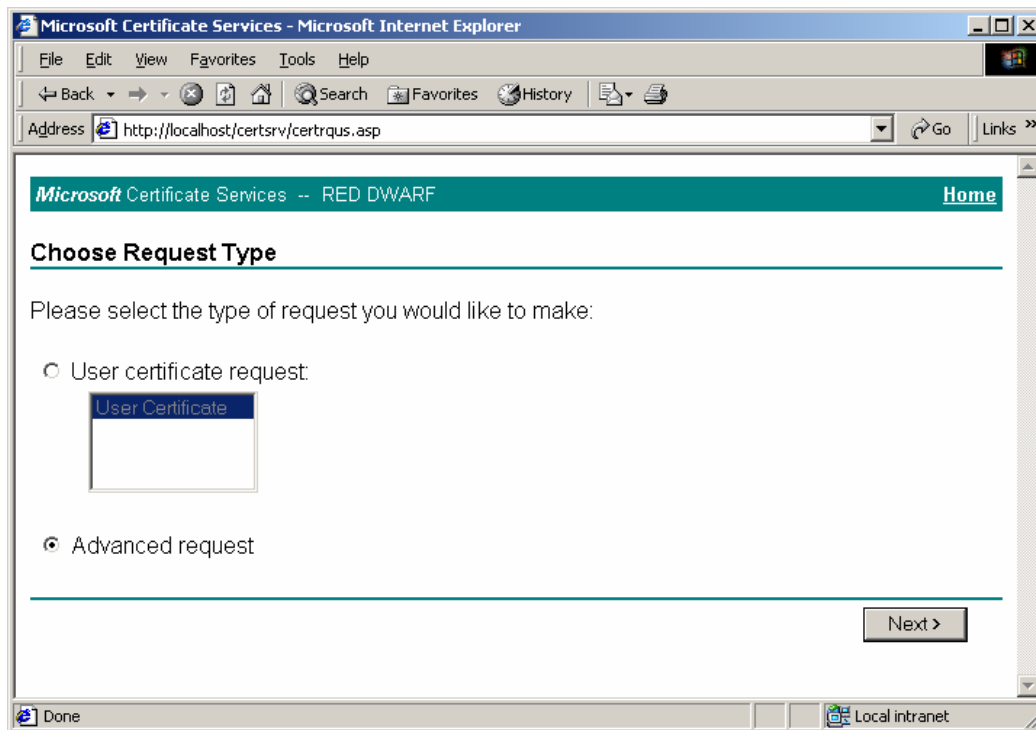 Microsoft Certificate Services - Microsoft Internet Explorer
File Edit View Favorites Tools Help
Back Search Favorites History
Address http://localhost/certsrv/certrqus.asp Go Links »
Microsoft Certificate Services -- RED DWARF Home
Choose Request Type
Please select the type of request you would like to make:
User certificate request:
User Certificate
Advanced request
Next >
Done Local intranet